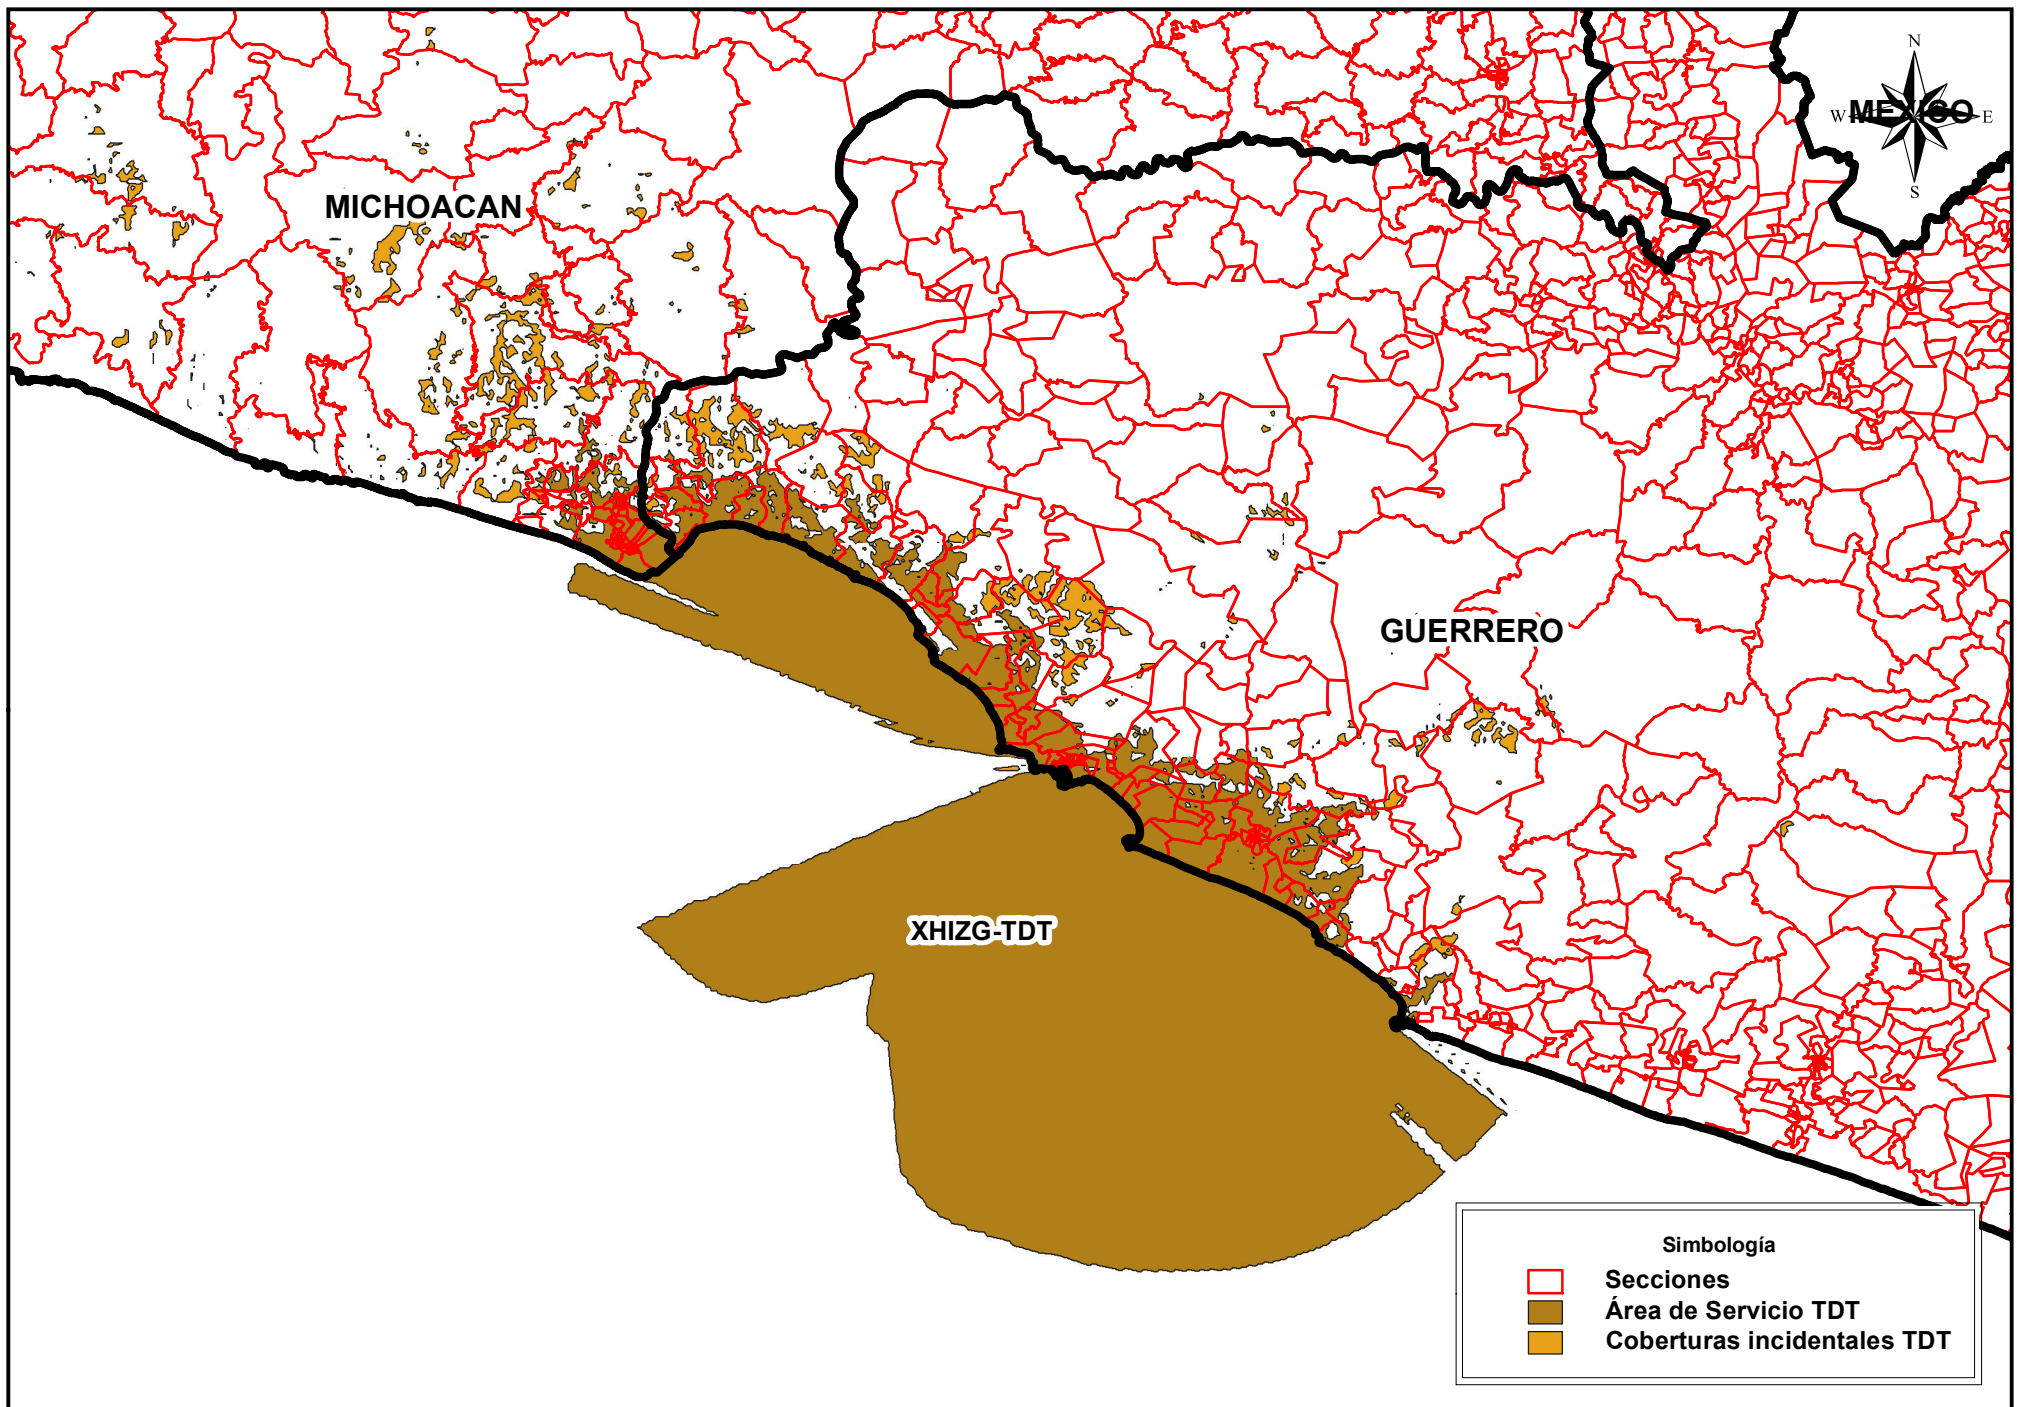 N
W MEXICO E
S
MICHOACAN
GUERRERO
XHIZG-TDT
Simbología
Secciones
Área de Servicio TDT
Coberturas incidentales TDT